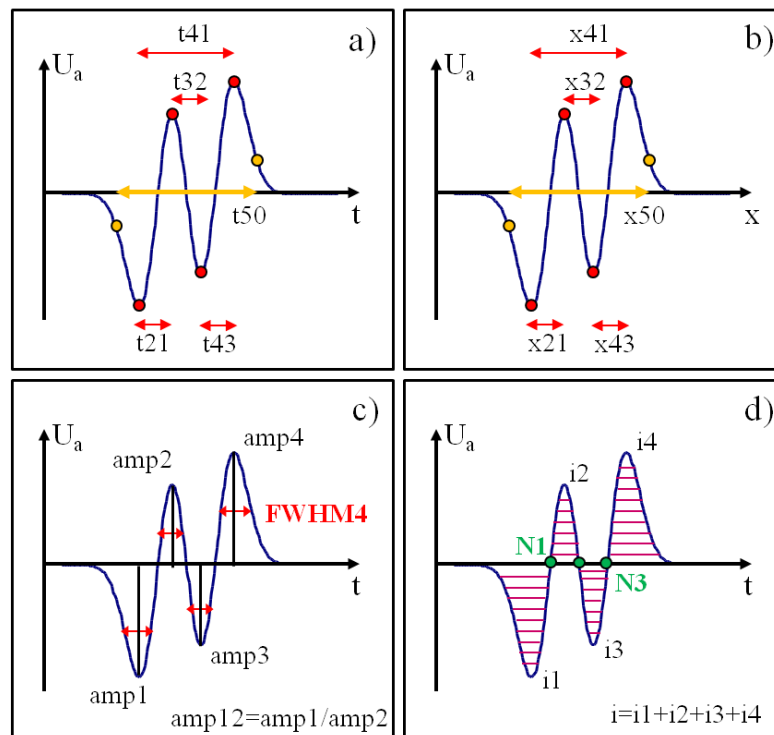 a)
t41
Ua
t32
t50
t
t21
t43
b)
x41
Ua
x32
x50
x
x21
x43
c)
Ua
amp4
amp2
FWHM4
t
amp3
amp1
amp12=amp1/amp2
d)
Ua
i4
i2
N1
N3
t
i3
i1
i=i1+i2+i3+i4